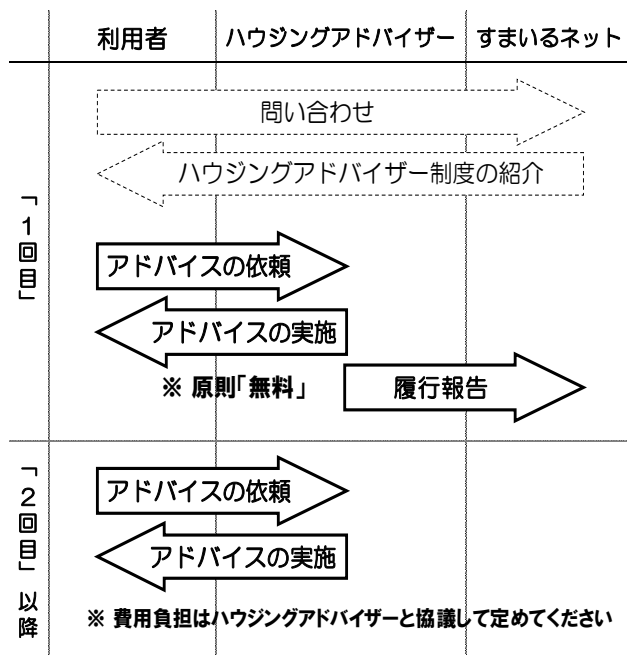 利用者 ハウジングアドバイザー すまいるネット
「1回目」
問い合わせ
ハウジングアドバイザー制度の紹介
アドバイスの依頼
アドバイスの実施
※ 原則「無料」
履行報告
「2回目」以降
アドバイスの依頼
アドバイスの実施
※ 費用負担はハウジングアドバイザーと協議して定めてください